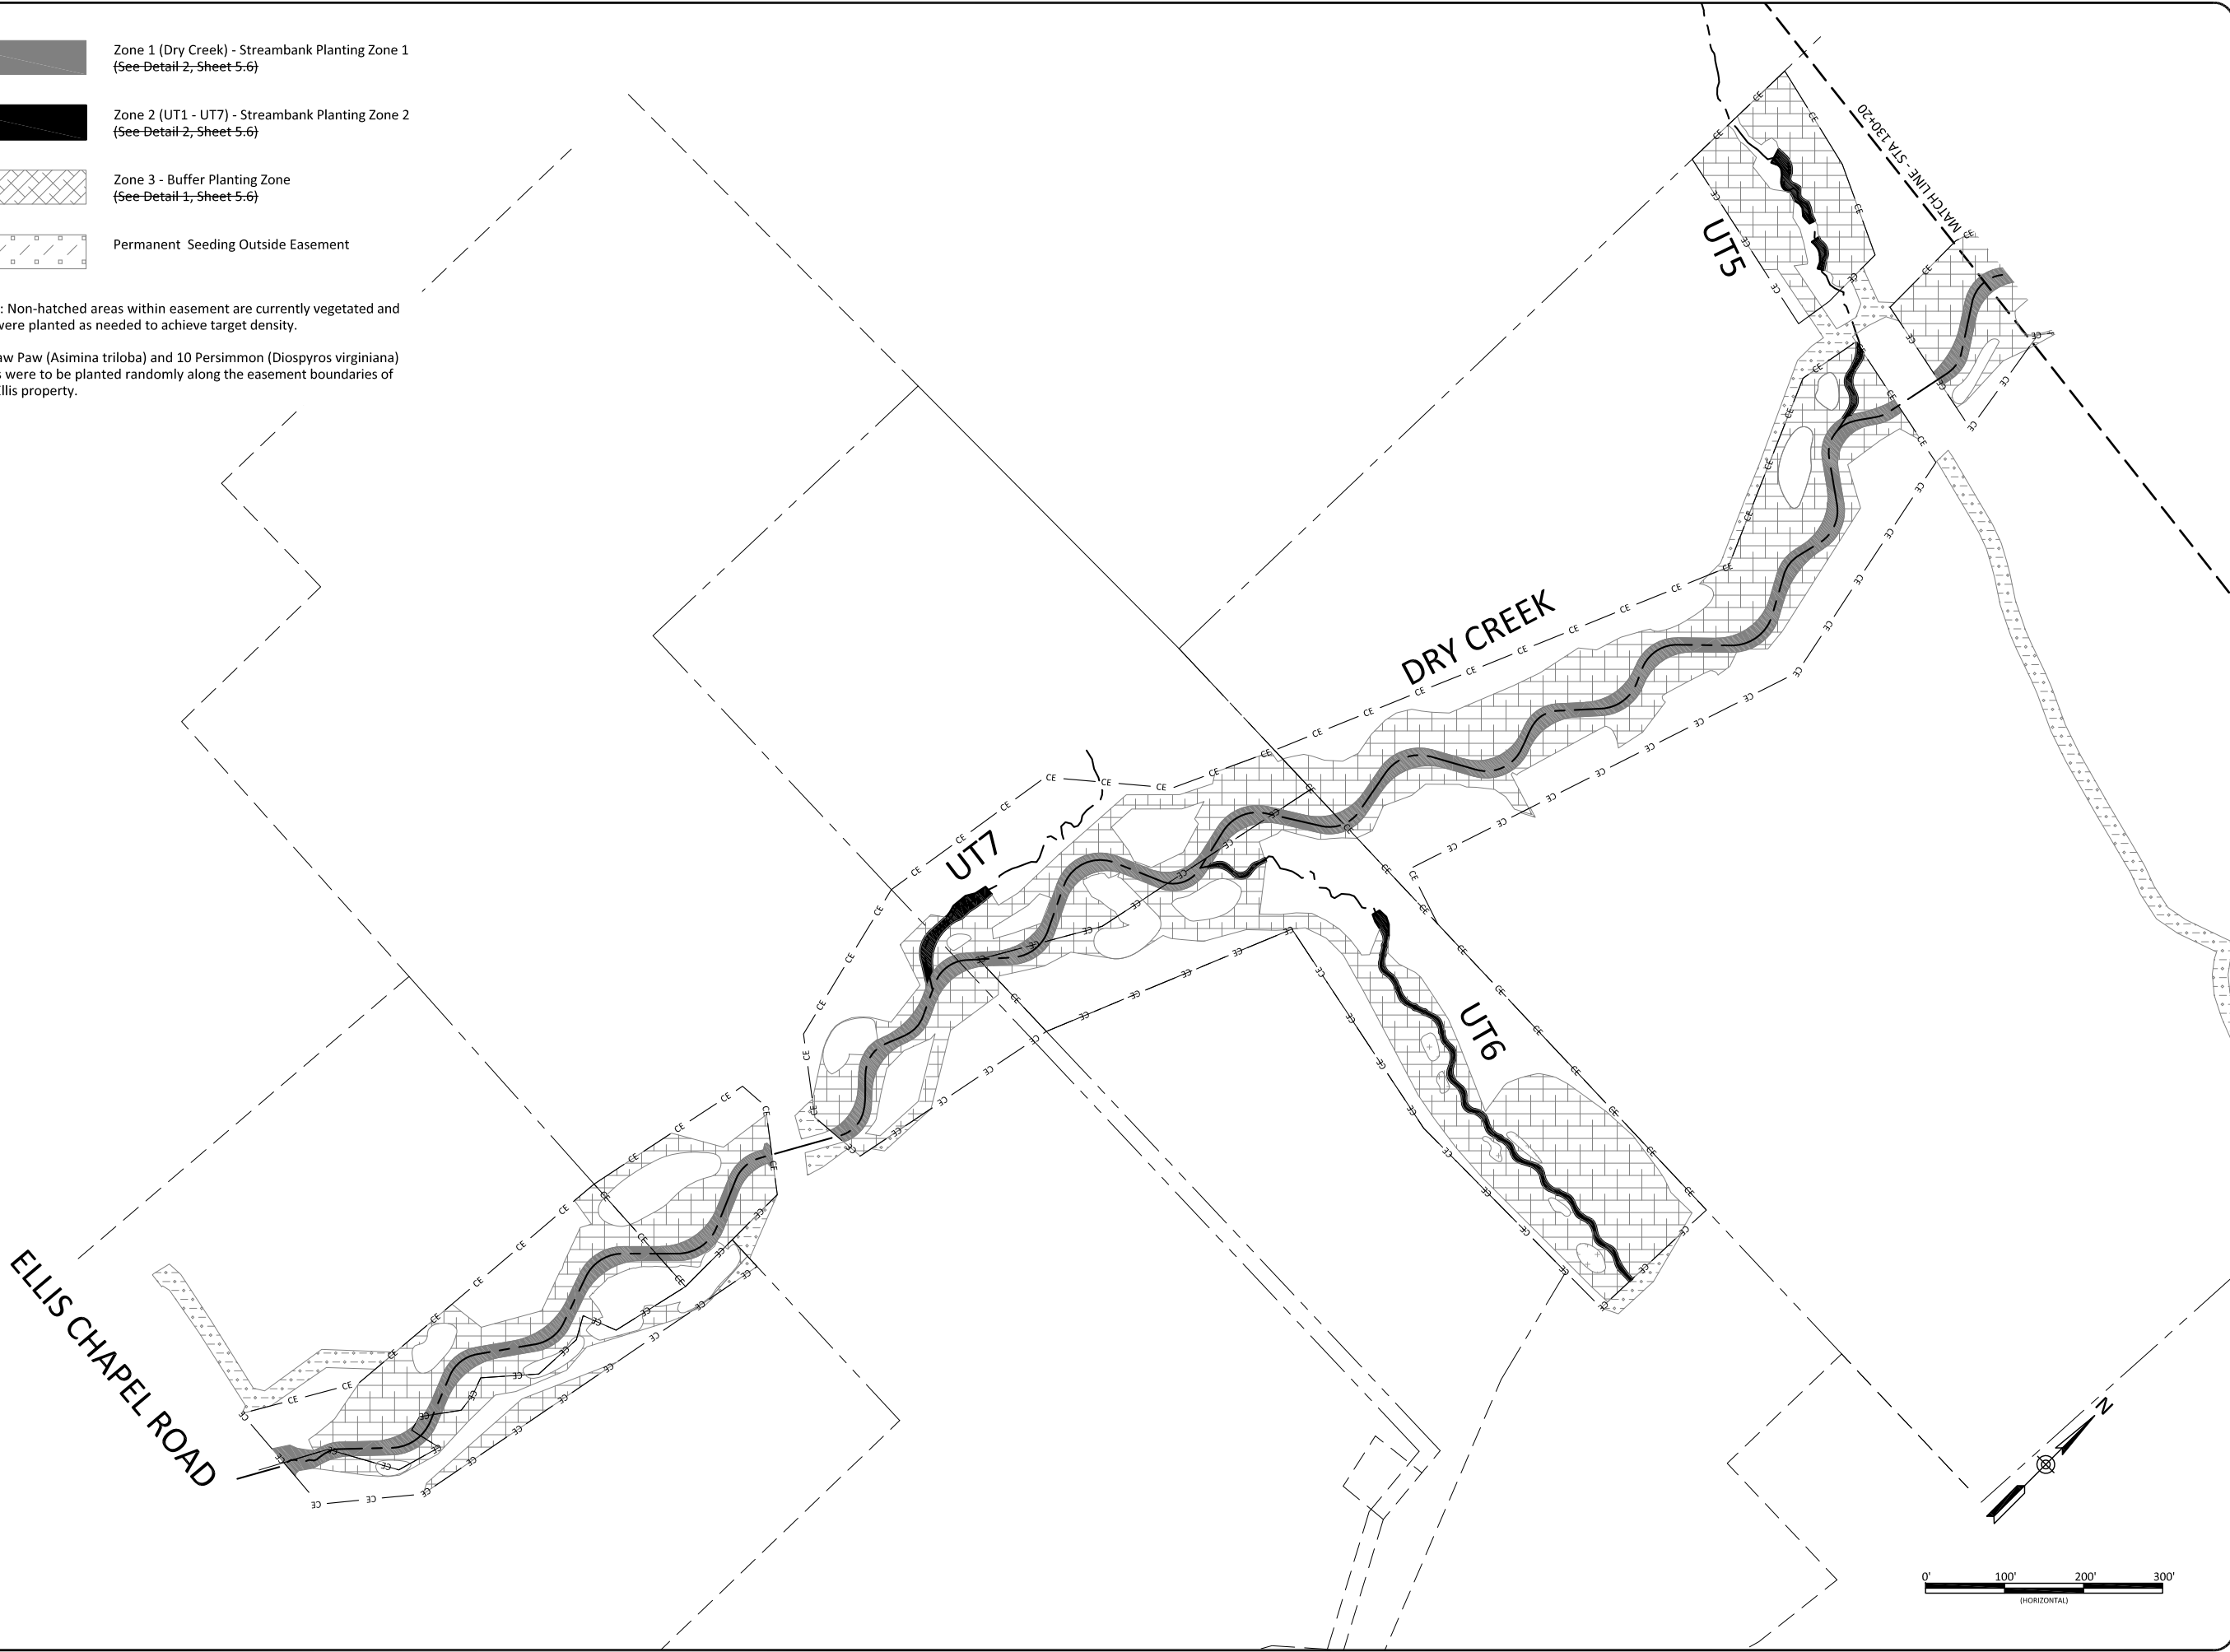 Zone 1 (Dry Creek) - Streambank Planting Zone 1
(See Detail 2, Sheet 5.6)
Zone 2 (UT1 - UT7) - Streambank Planting Zone 2
(See Detail 2, Sheet 5.6)
Zone 3 - Buffer Planting Zone
(See Detail 1, Sheet 5.6)
Permanent Seeding Outside Easement
: Non-hatched areas within easement are currently vegetated and
were planted as needed to achieve target density.
aw Paw (Asimina triloba) and 10 Persimmon (Diospyros virginiana)
s were to be planted randomly along the easement boundaries of
llis property.
MATCH LINE - STA 130+20
UT5
DRY CREEK
UT7
UT6
ELLIS CHAPEL ROAD
CE
N
0' 100' 200' 300'
(HORIZONTAL)